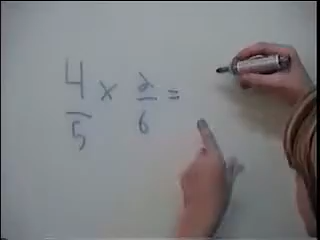 4/5 x 2/6 =